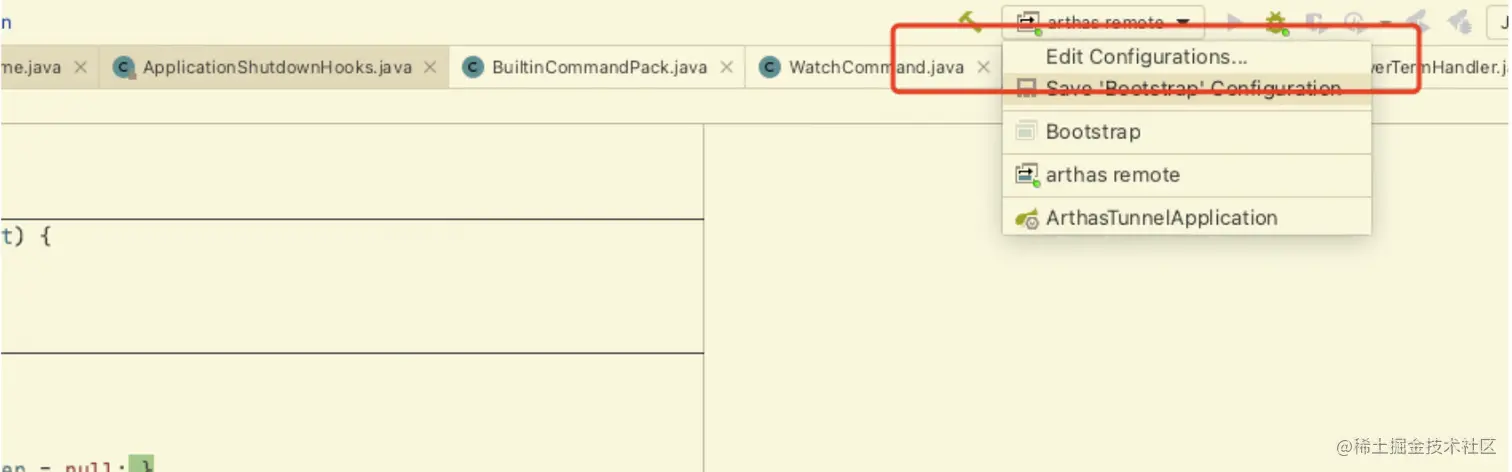 n
arthas remote
me.java
ApplicationShutdownHooks.java
BuiltinCommandPack.java
WatchCommand.java
verTermHandler.j
Edit Configurations...
Save 'Bootstrap' Configuration
Bootstrap
arthas remote
ArthasTunnelApplication
t) {
en = null; }
@稀土掘金技术社区